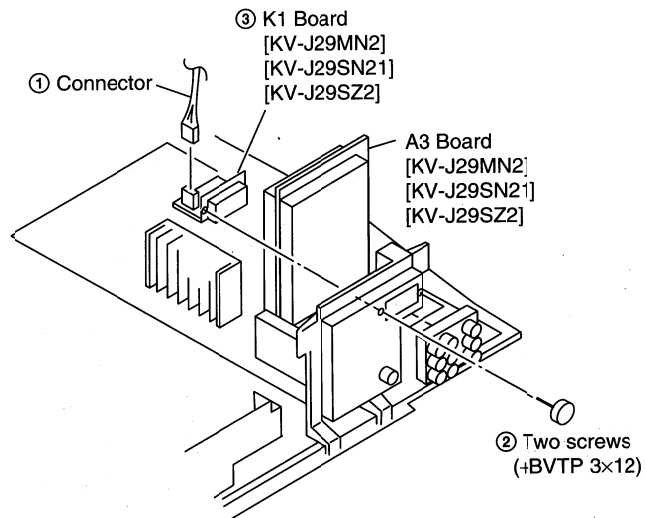 ③ K1 Board
[KV-J29MN2]
[KV-J29SN21]
[KV-J29SZ2]
① Connector
A3 Board
[KV-J29MN2]
[KV-J29SN21]
[KV-J29SZ2]
② Two screws
(+BVTP 3×12)